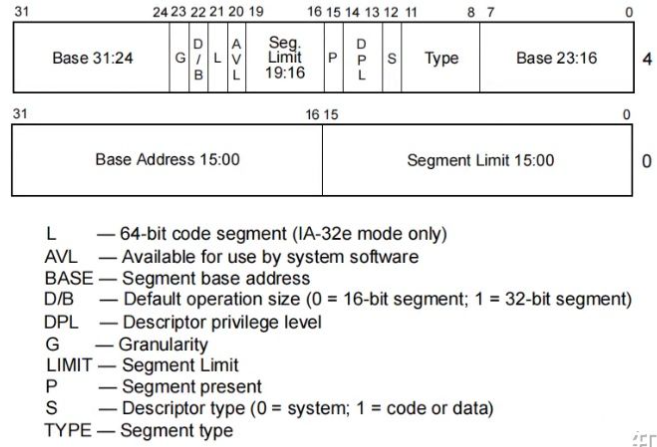 31 24 23 22 21 20 19 16 15 14 13 12 11 8 7 0
Base 31:24 G D/B L AVL Seg. Limit 19:16 P DPL S Type Base 23:16 4
31 16 15 0
Base Address 15:00 Segment Limit 15:00 0
L — 64-bit code segment (IA-32e mode only)
AVL — Available for use by system software
BASE — Segment base address
D/B — Default operation size (0 = 16-bit segment; 1 = 32-bit segment)
DPL — Descriptor privilege level
G — Granularity
LIMIT — Segment Limit
P — Segment present
S — Descriptor type (0 = system; 1 = code or data)
TYPE — Segment type